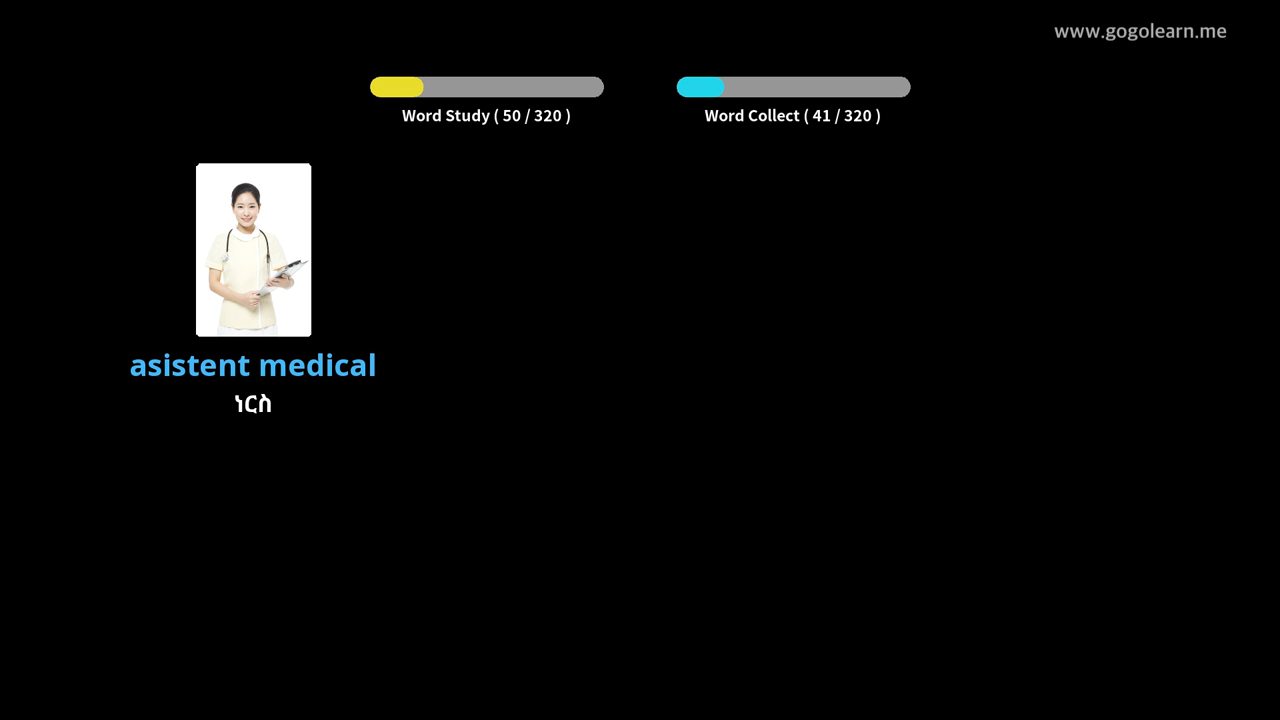 www.gogolearn.me
Word Study ( 50 / 320 )
Word Collect ( 41 / 320 )
asistent medical
ነርስ